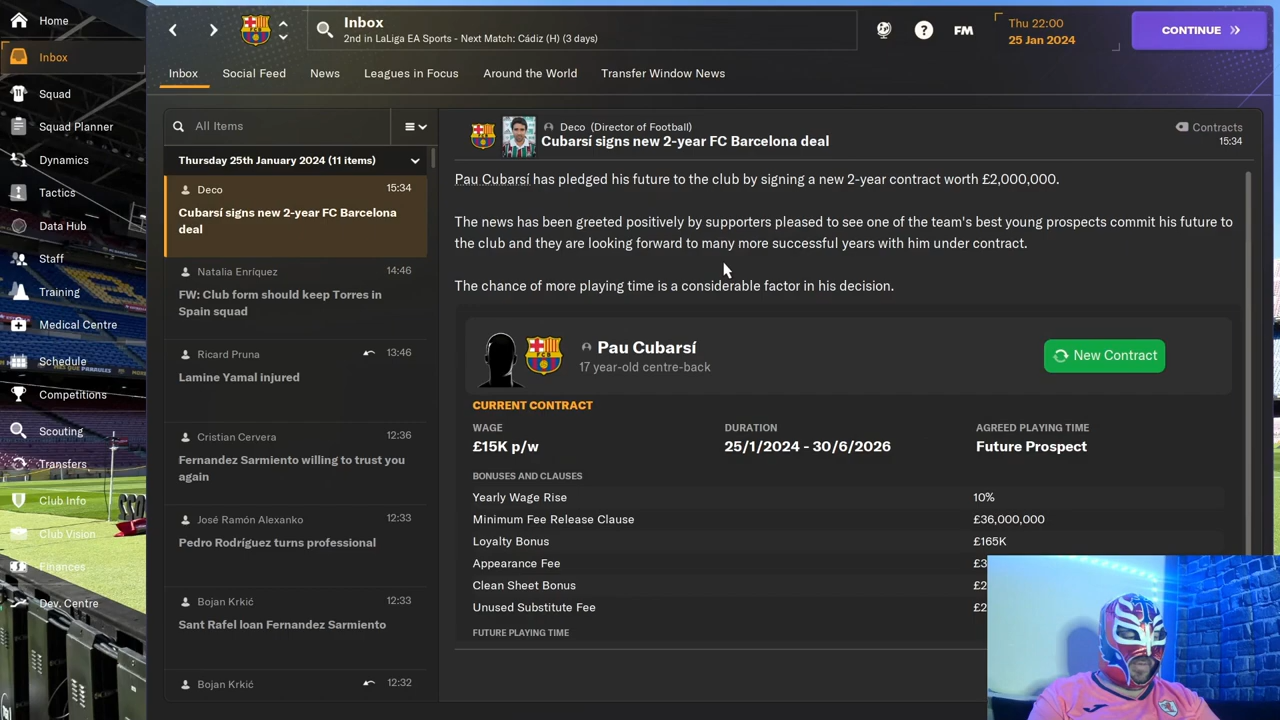 Home
Inbox
Squad
Squad Planner
Dynamics
Tactics
Data Hub
Staff
Training
Medical Centre
Schedule
Competitions
Scouting
Transfers
Club Info
Club Vision
Finances
Dev. Centre
Inbox
2nd in LaLiga EA Sports - Next Match: Cádiz (H) (3 days)
FM
Thu 22:00
25 Jan 2024
CONTINUE
Inbox
Social Feed
News
Leagues in Focus
Around the World
Transfer Window News
All Items
Thursday 25th January 2024 (11 items)
Deco
15:34
Cubarsí signs new 2-year FC Barcelona
deal
Natalia Enríquez
14:46
FW: Club form should keep Torres in
Spain squad
Ricard Pruna
13:46
Lamine Yamal injured
Cristian Cervera
12:36
Fernandez Sarmiento willing to trust you
again
José Ramón Alexanko
12:33
Pedro Rodríguez turns professional
Bojan Krkić
12:33
Sant Rafel loan Fernandez Sarmiento
Bojan Krkić
12:32
Deco (Director of Football)
Cubarsí signs new 2-year FC Barcelona deal
Contracts
15:34
Pau Cubarsí has pledged his future to the club by signing a new 2-year contract worth £2,000,000.
The news has been greeted positively by supporters pleased to see one of the team's best young prospects commit his future to
the club and they are looking forward to many more successful years with him under contract.
The chance of more playing time is a considerable factor in his decision.
Pau Cubarsí
17 year-old centre-back
New Contract
CURRENT CONTRACT
WAGE
DURATION
AGREED PLAYING TIME
£15K p/w
25/1/2024 - 30/6/2026
Future Prospect
BONUSES AND CLAUSES
Yearly Wage Rise
10%
Minimum Fee Release Clause
£36,000,000
Loyalty Bonus
£165K
Appearance Fee
Clean Sheet Bonus
Unused Substitute Fee
FUTURE PLAYING TIME